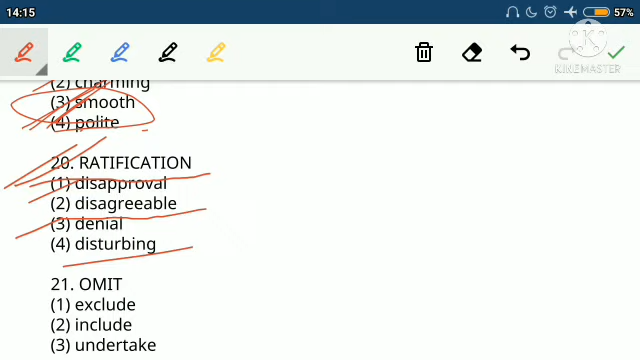 14:15
57%
KINEMASTER
(2) charming
(3) smooth
(4) polite
20. RATIFICATION
(1) disapproval
(2) disagreeable
(3) denial
(4) disturbing
21. OMIT
(1) exclude
(2) include
(3) undertake